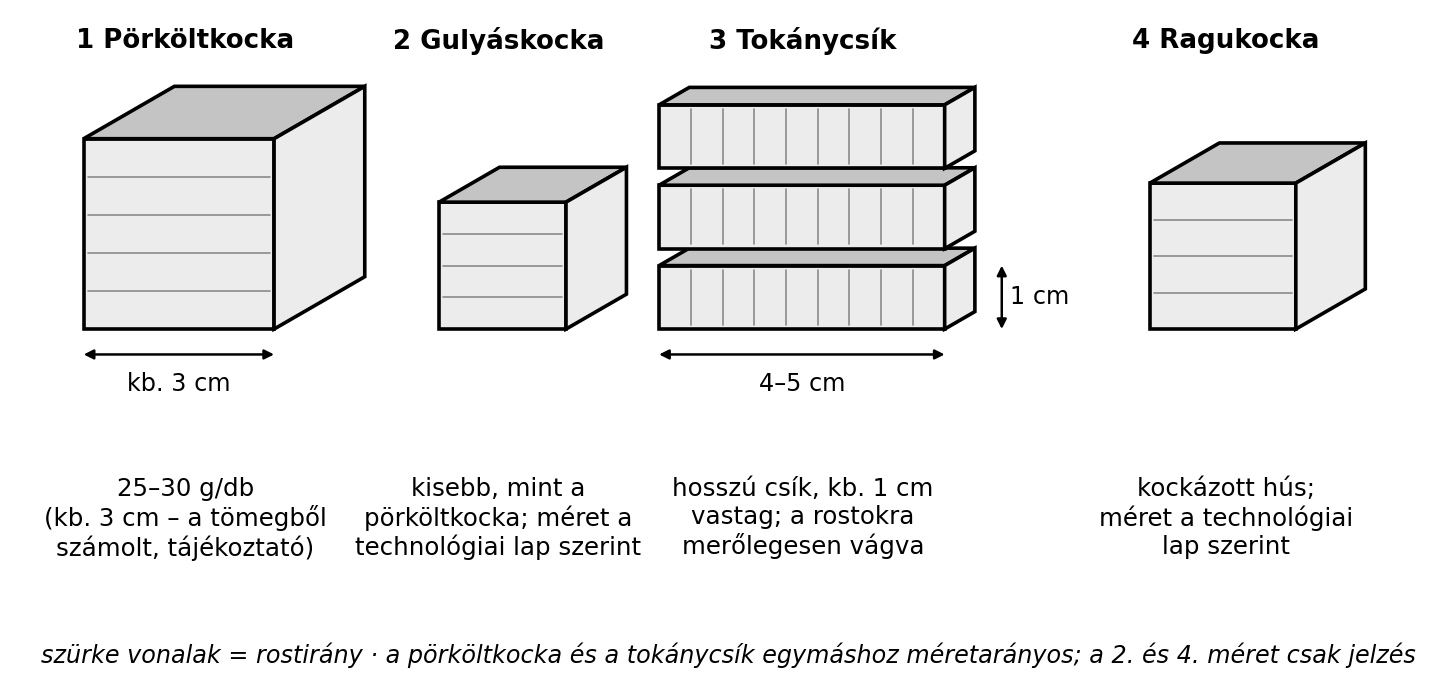 1 Pörköltkocka
2 Gulyáskocka
3 Tokánycsík
4 Ragukocka
1 cm
kb. 3 cm
4–5 cm
25–30 g/db
(kb. 3 cm – a tömegből
számolt, tájékoztató)
kisebb, mint a
pörköltkocka; méret a
technológiai lap szerint
hosszú csík, kb. 1 cm
vastag; a rostokra
merőlegesen vágva
kockázott hús;
méret a technológiai
lap szerint
szürke vonalak = rostirány · a pörköltkocka és a tokánycsík egymáshoz méretarányos; a 2. és 4. méret csak jelzés